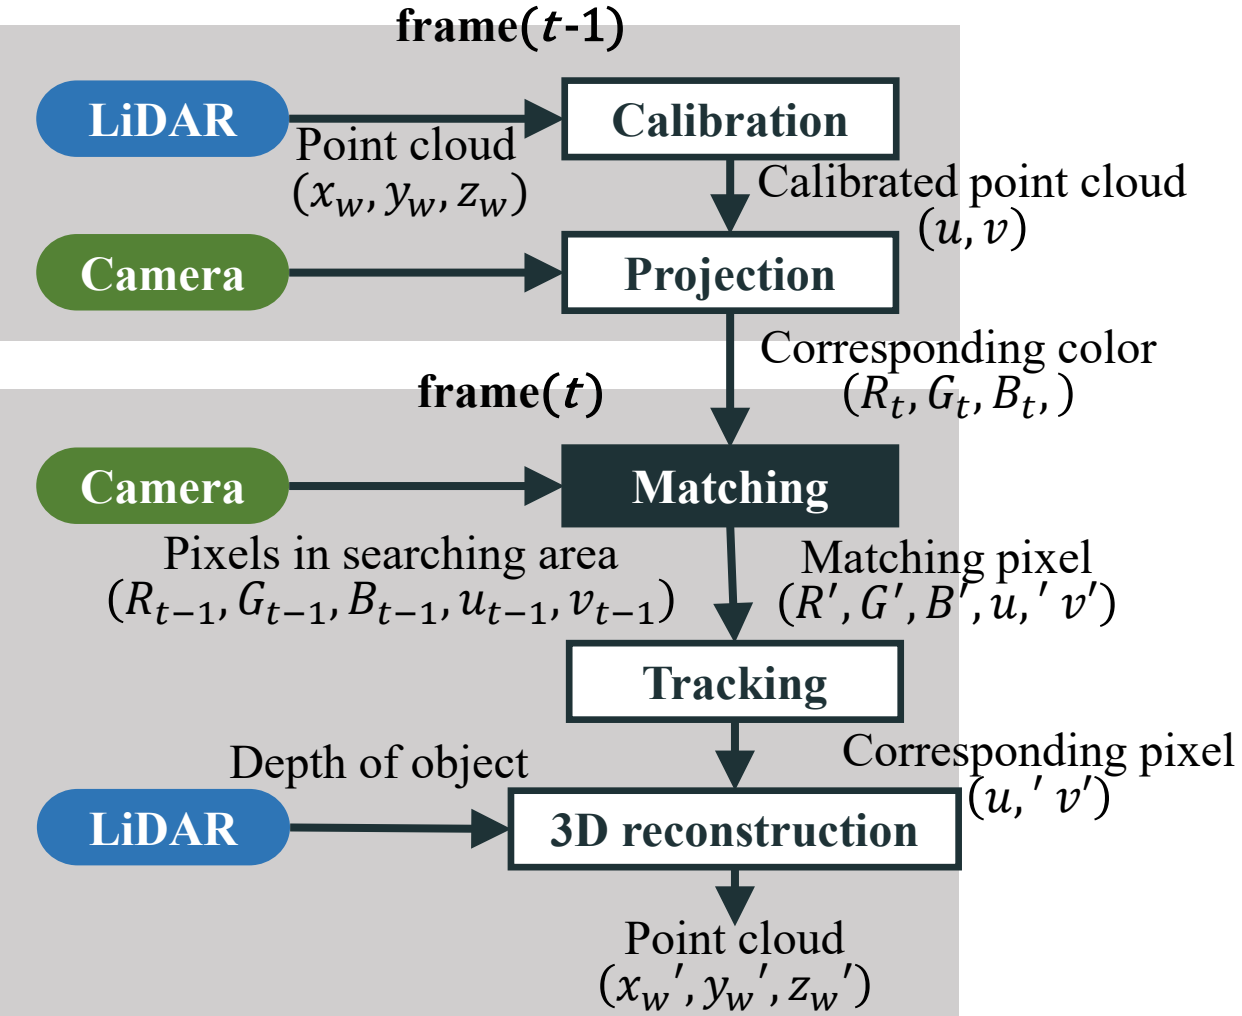 frame(t-1)
LiDAR
Calibration
Point cloud
(x_w, y_w, z_w)
Calibrated point cloud
(u, v)
Camera
Projection
Corresponding color
(R_t, G_t, B_t, )
frame(t)
Camera
Matching
Pixels in searching area
(R_{t−1}, G_{t−1}, B_{t−1}, u_{t−1}, v_{t−1})
Matching pixel
(R′, G′, B′, u,′ v′)
Tracking
Corresponding pixel
(u,′ v′)
Depth of object
LiDAR
3D reconstruction
Point cloud
(x_w′, y_w′, z_w′)